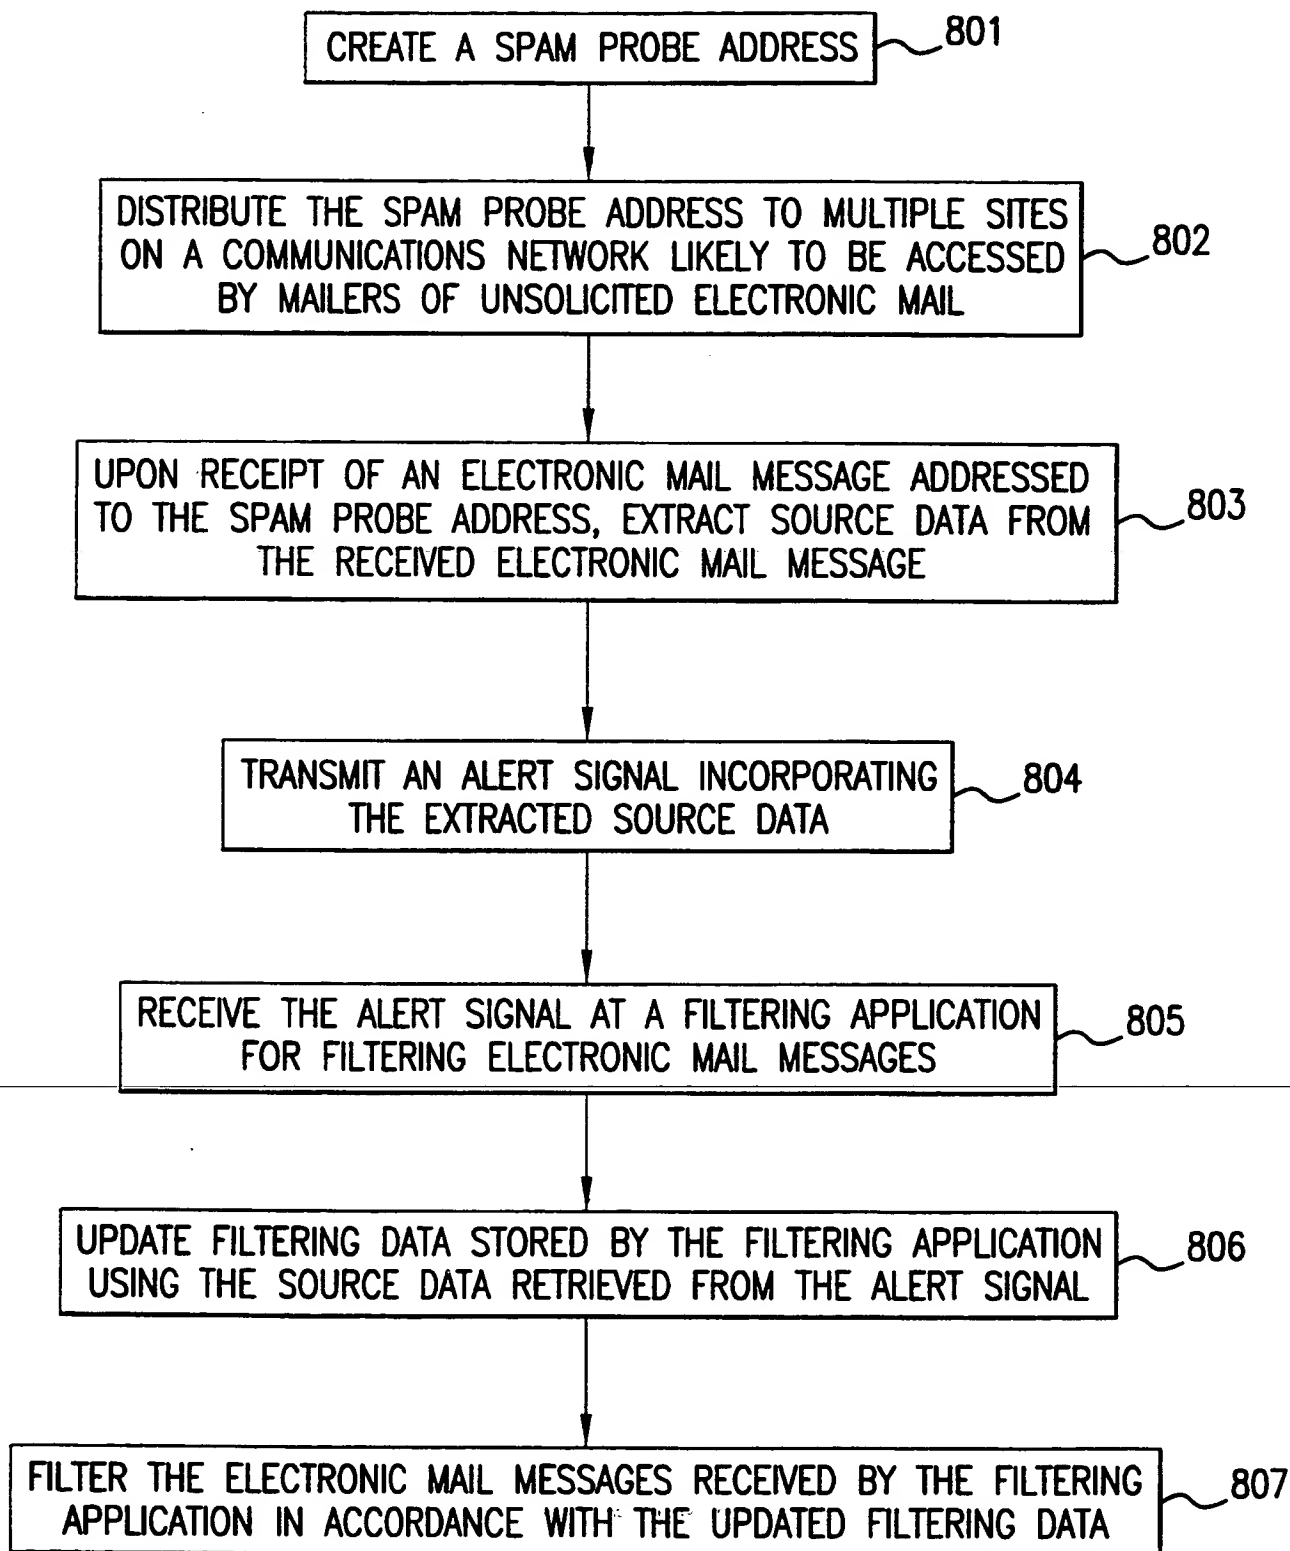 CREATE A SPAM PROBE ADDRESS
801
DISTRIBUTE THE SPAM PROBE ADDRESS TO MULTIPLE SITES
ON A COMMUNICATIONS NETWORK LIKELY TO BE ACCESSED
BY MAILERS OF UNSOLICITED ELECTRONIC MAIL
802
UPON RECEIPT OF AN ELECTRONIC MAIL MESSAGE ADDRESSED
TO THE SPAM PROBE ADDRESS, EXTRACT SOURCE DATA FROM
THE RECEIVED ELECTRONIC MAIL MESSAGE
803
TRANSMIT AN ALERT SIGNAL INCORPORATING
THE EXTRACTED SOURCE DATA
804
RECEIVE THE ALERT SIGNAL AT A FILTERING APPLICATION
FOR FILTERING ELECTRONIC MAIL MESSAGES
805
UPDATE FILTERING DATA STORED BY THE FILTERING APPLICATION
USING THE SOURCE DATA RETRIEVED FROM THE ALERT SIGNAL
806
FILTER THE ELECTRONIC MAIL MESSAGES RECEIVED BY THE FILTERING
APPLICATION IN ACCORDANCE WITH THE UPDATED FILTERING DATA
807